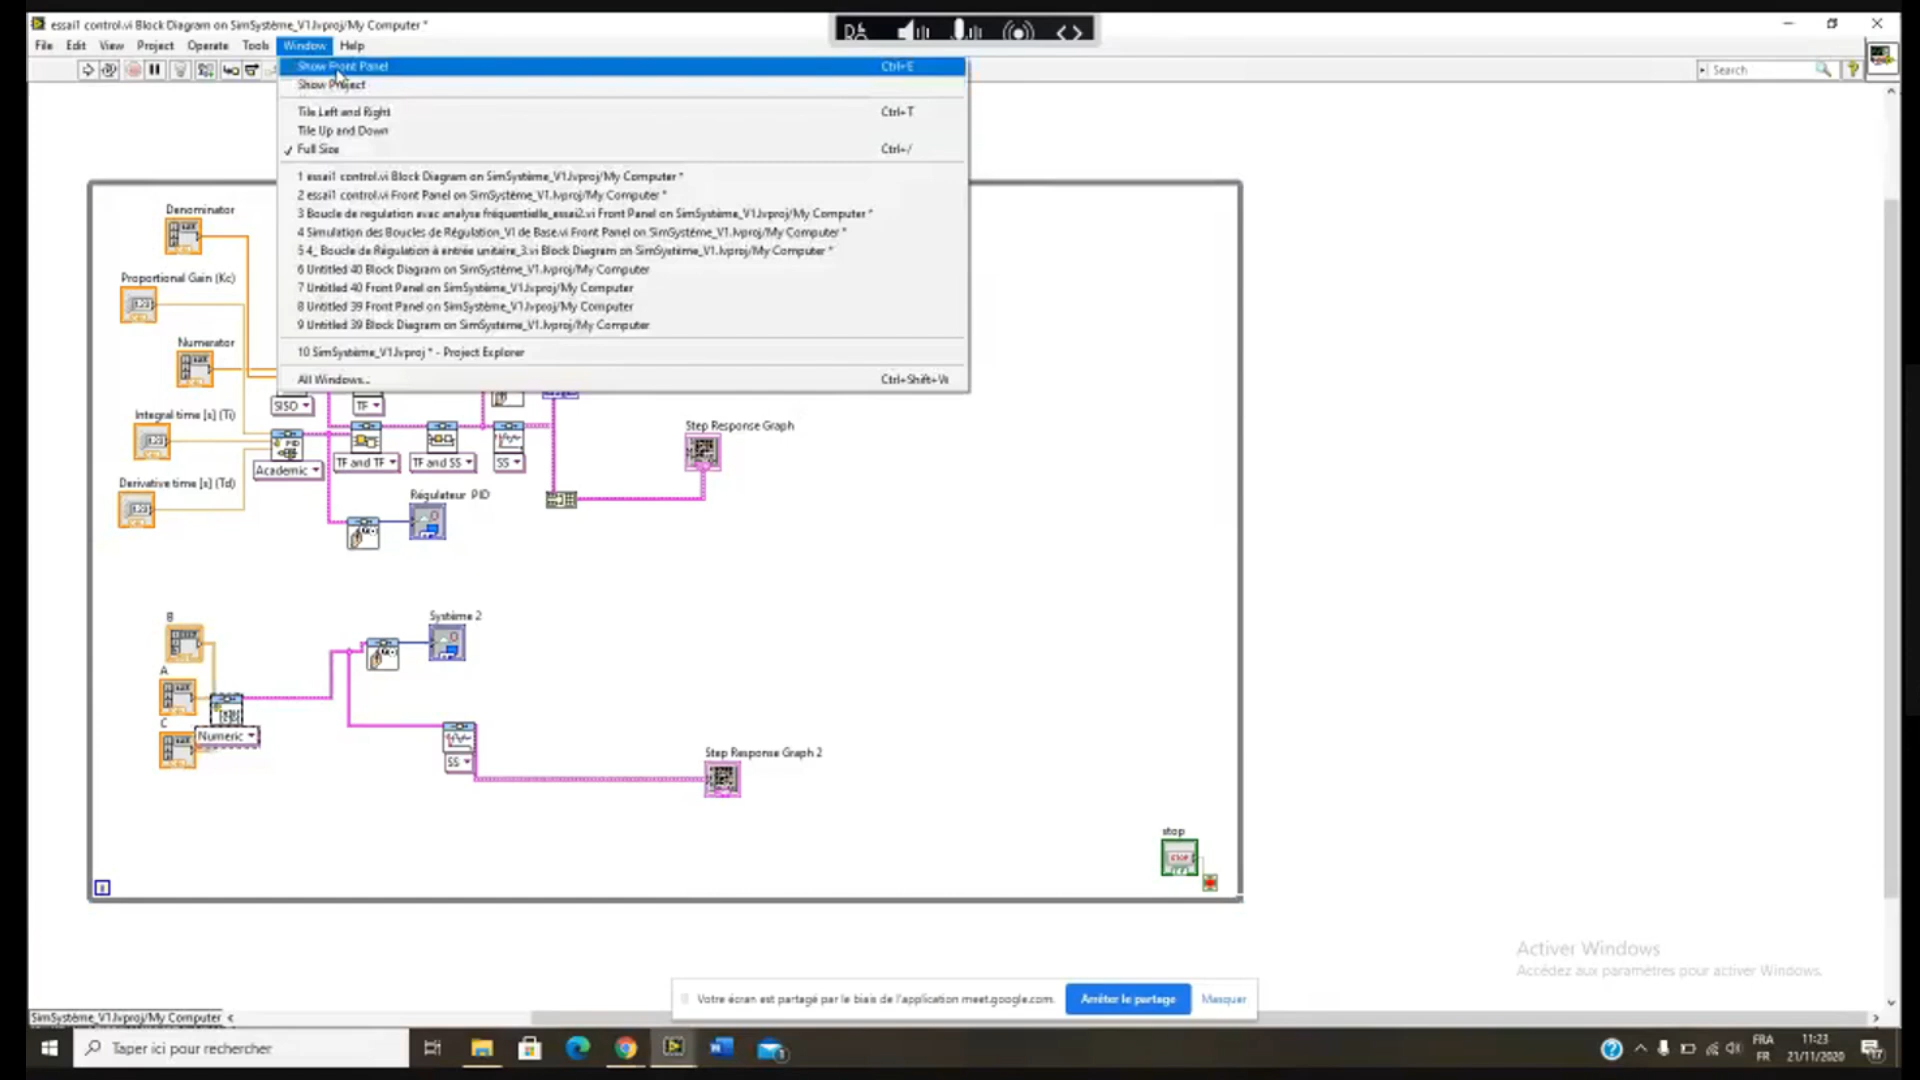 essai1 control.vi Block Diagram on SimSystème_V1.lvproj/My Computer *
File Edit View Project Operate Tools Window Help
Search
Show Front Panel Ctrl+E
Show Project
Tile Left and Right Ctrl+T
Tile Up and Down
✓ Full Size Ctrl+/
1 essai1 control.vi Block Diagram on SimSystème_V1.lvproj/My Computer *
2 essai1 control.vi Front Panel on SimSystème_V1.lvproj/My Computer *
3 Boucle de regulation avac analyse fréquentielle_essai2.vi Front Panel on SimSystème_V1.lvproj/My Computer *
4 Simulation des Boucles de Régulation_VI de Base.vi Front Panel on SimSystème_V1.lvproj/My Computer *
5 4_ Boucle de Régulation à entrée unitaire_3.vi Block Diagram on SimSystème_V1.lvproj/My Computer *
6 Untitled 40 Block Diagram on SimSystème_V1.lvproj/My Computer
7 Untitled 40 Front Panel on SimSystème_V1.lvproj/My Computer
8 Untitled 39 Front Panel on SimSystème_V1.lvproj/My Computer
9 Untitled 39 Block Diagram on SimSystème_V1.lvproj/My Computer
10 SimSystème_V1.lvproj * - Project Explorer
All Windows...
Denominator
Proportional Gain (Kc)
Numerator
SISO
TF
Integral time [s] (Ti)
PID
Academic
TF and TF
TF and SS
SS
Step Response Graph
Derivative time [s] (Td)
Régulateur PID
B
Système 2
A
C
Numeric
SS
Step Response Graph 2
stop
STOP
TF
i
Activer Windows
Accédez aux paramètres pour activer Windows.
Votre écran est partagé par le biais de l'application meet.google.com.
Arrêter le partage
Masquer
SimSystème_V1.lvproj/My Computer
Taper ici pour rechercher
FRA
FR
11:23
21/11/2020